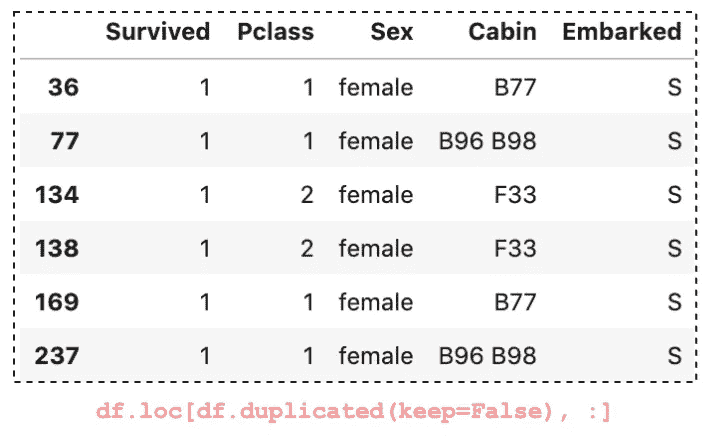 Survived Pclass Sex Cabin Embarked
36 1 1 female B77 S
77 1 1 female B96 B98 S
134 1 2 female F33 S
138 1 2 female F33 S
169 1 1 female B77 S
237 1 1 female B96 B98 S
df.loc[df.duplicated(keep=False), :]